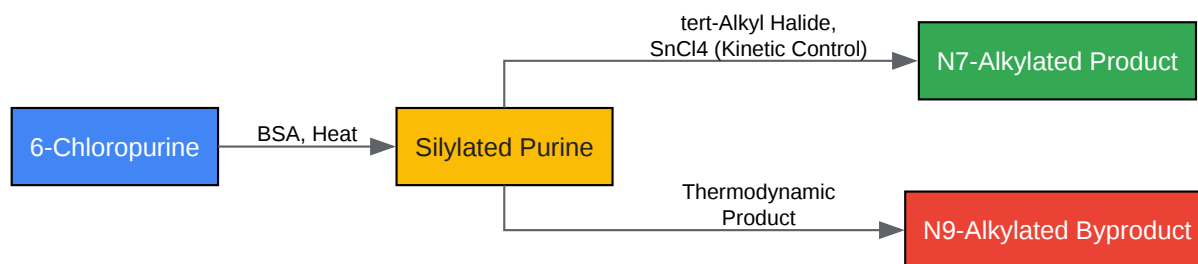 tert-Alkyl Halide,
SnCl4 (Kinetic Control)
N7-Alkylated Product
6-Chloropurine
BSA, Heat
Silylated Purine
Thermodynamic
Product
N9-Alkylated Byproduct